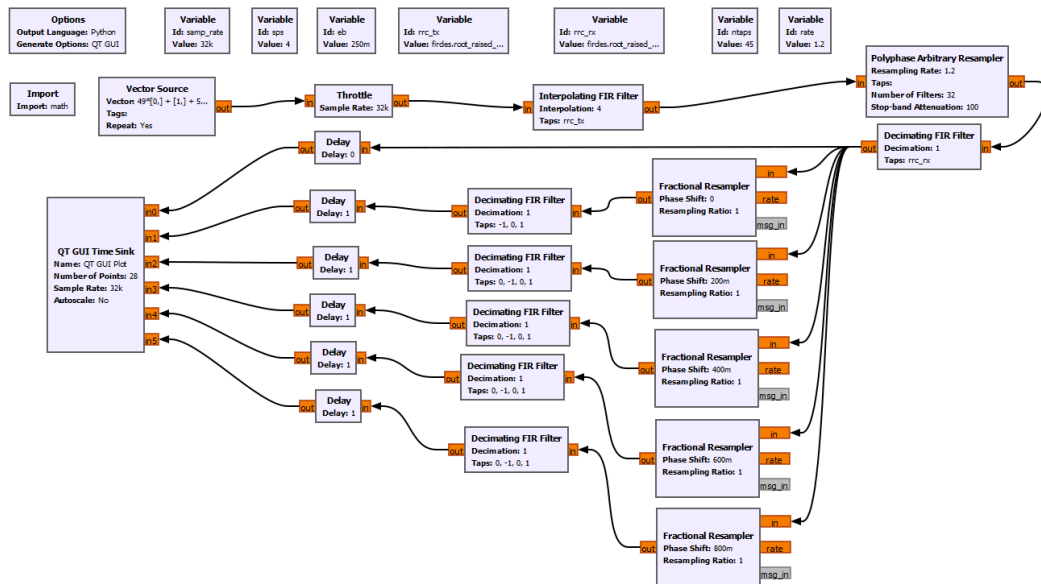 Options
Output Language: Python
Generate Options: QT GUI
Variable
Id: samp_rate
Value: 32k
Variable
Id: sps
Value: 4
Variable
Id: eb
Value: 250m
Variable
Id: rrc_tx
Value: firdes.root_raised_...
Variable
Id: rrc_rx
Value: firdes.root_raised_...
Variable
Id: ntaps
Value: 45
Variable
Id: rate
Value: 1.2
Import
Import: math
Vector Source
Vector: 49*[0,] + [1,] + 5...
Tags:
Repeat: Yes
out
in
Throttle
Sample Rate: 32k
out
in
Interpolating FIR Filter
Interpolation: 4
Taps: rrc_tx
out
in
Polyphase Arbitrary Resampler
Resampling Rate: 1.2
Taps:
Number of Filters: 32
Stop-band Attenuation: 100
out
out
Decimating FIR Filter
Decimation: 1
Taps: rrc_rx
in
out
Delay
Delay: 0
in
out
Delay
Delay: 1
in
out
Decimating FIR Filter
Decimation: 1
Taps: -1, 0, 1
in
out
Fractional Resampler
Phase Shift: 0
Resampling Ratio: 1
in
rate
msg_in
out
Delay
Delay: 1
in
out
Decimating FIR Filter
Decimation: 1
Taps: 0, -1, 0, 1
in
out
Fractional Resampler
Phase Shift: 200m
Resampling Ratio: 1
in
rate
msg_in
out
Delay
Delay: 1
in
out
Decimating FIR Filter
Decimation: 1
Taps: 0, -1, 0, 1
in
out
Fractional Resampler
Phase Shift: 400m
Resampling Ratio: 1
in
rate
msg_in
out
Delay
Delay: 1
in
out
Decimating FIR Filter
Decimation: 1
Taps: 0, -1, 0, 1
in
out
Fractional Resampler
Phase Shift: 600m
Resampling Ratio: 1
in
rate
msg_in
out
Delay
Delay: 1
in
out
Decimating FIR Filter
Decimation: 1
Taps: 0, -1, 0, 1
in
out
Fractional Resampler
Phase Shift: 800m
Resampling Ratio: 1
in
rate
msg_in
QT GUI Time Sink
Name: QT GUI Plot
Number of Points: 28
Sample Rate: 32k
Autoscale: No
in0
in1
in2
in3
in4
in5